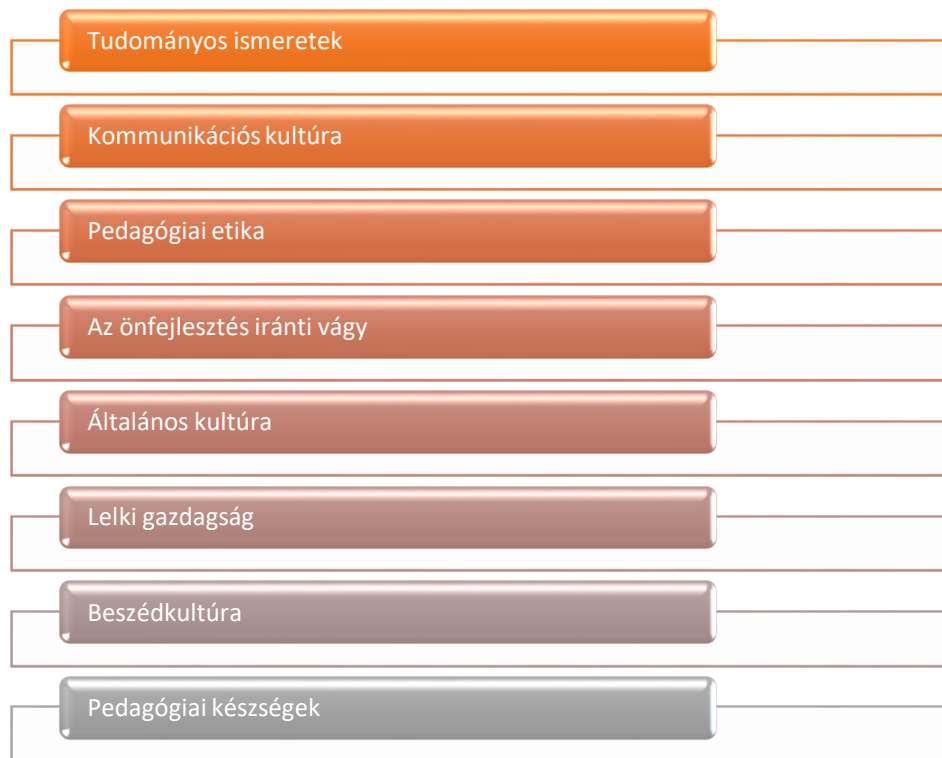 Tudományos ismeretek
Kommunikációs kultúra
Pedagógiai etika
Az önfejlesztés iránti vágy
Általános kultúra
Lelki gazdagság
Beszédkultúra
Pedagógiai készségek